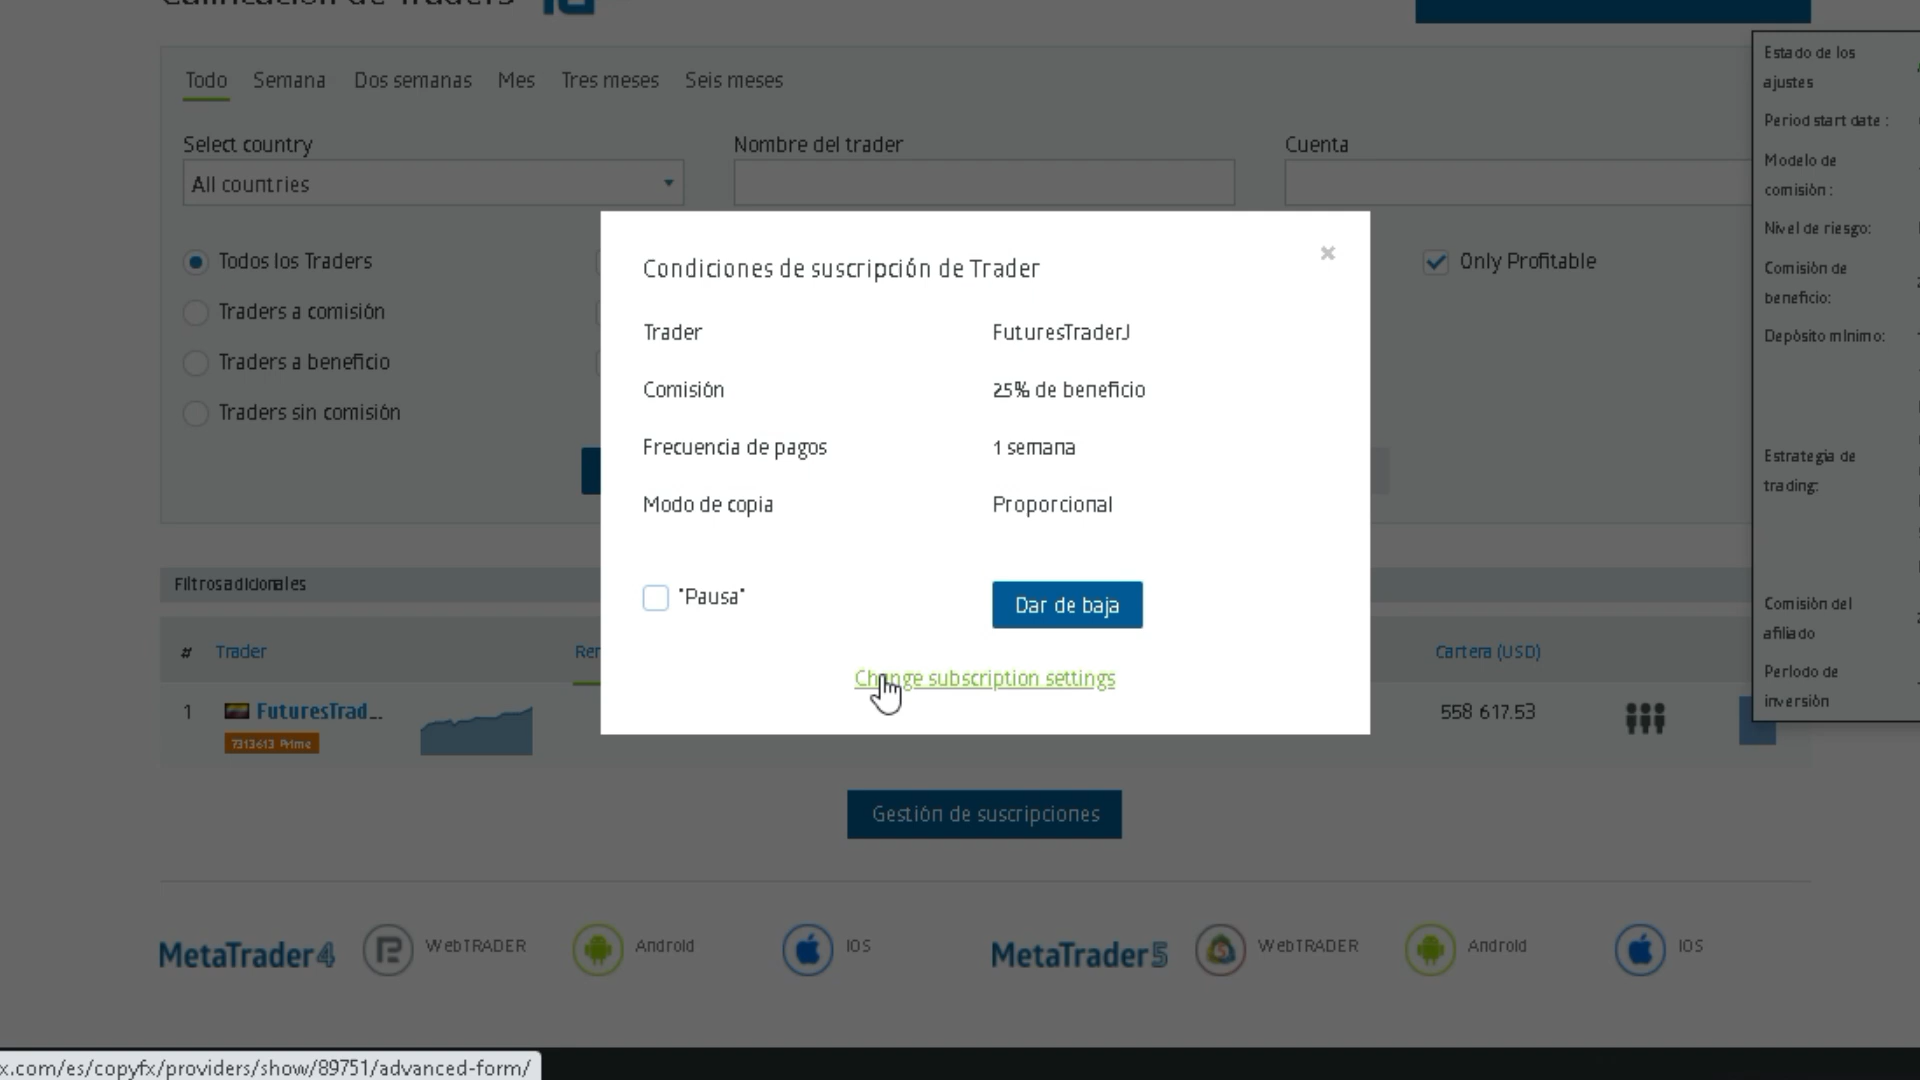 Calificación de Traders
Todo Semana Dos semanas Mes Tres meses Seis meses
Select country Nombre del trader Cuenta
All countries
Todos los Traders
Traders a comisión
Traders a beneficio
Traders sin comisión
Only Profitable
Condiciones de suscripción de Trader
Trader FuturesTraderJ
Comisión 25% de beneficio
Frecuencia de pagos 1 semana
Modo de copia Proporcional
"Pausa" Dar de baja
Change subscription settings
Estado de los
ajustes
Period start date :
Modelo de
comisión :
Nivel de riesgo:
Comisión de
beneficio:
Depósito mínimo:
Estrategia de
trading:
Comisión del
afiliado
Período de
inversión
Filtros adicionales
# Trader Cartera (USD)
1 FuturesTrad... 558 617.53
7313613 Prime
Gestión de suscripciones
MetaTrader4 WebTRADER Android IOS MetaTrader5 WebTRADER Android IOS
x.com/es/copyfx/providers/show/89751/advanced-form/